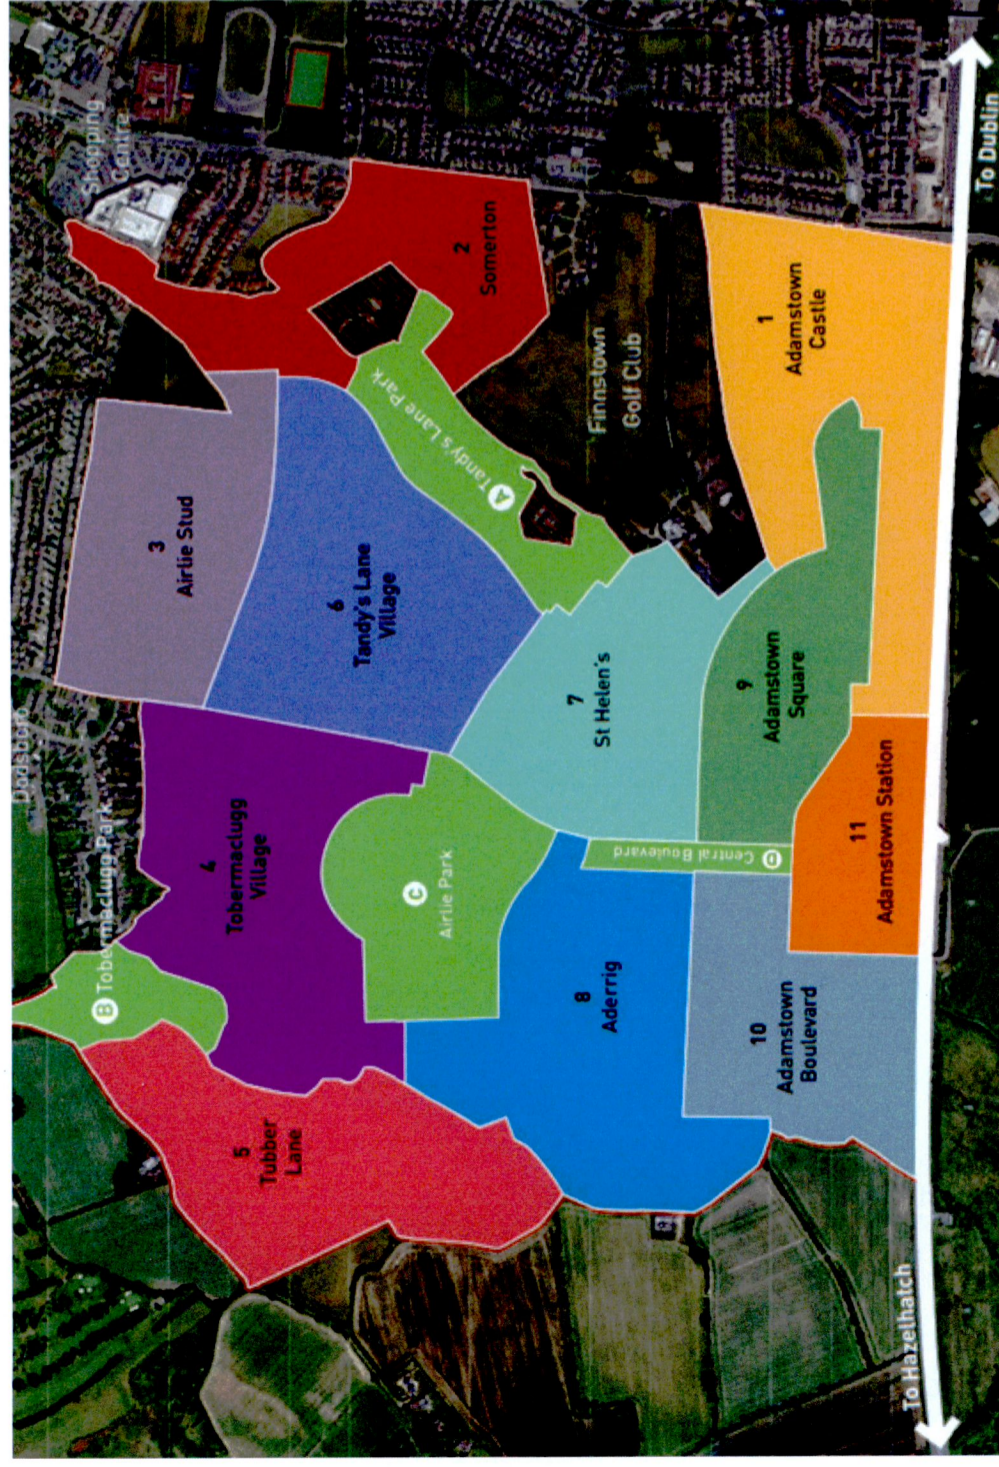 Shopping
Centre
Dodsboro
B Tobermaclugg Park
3
Airlie Stud
2
Somerton
4
Tobermaclugg
Village
5
Tubber
Lane
6
Tandy's Lane
Village
A Tandy's Lane Park
C
Airlie Park
7
St Helen's
Finnstown
Golf Club
8
Aderrig
Central Boulevard
D
9
Adamstown
Square
1
Adamstown
Castle
10
Adamstown
Boulevard
11
Adamstown Station
To Hazelhatch
To Dublin